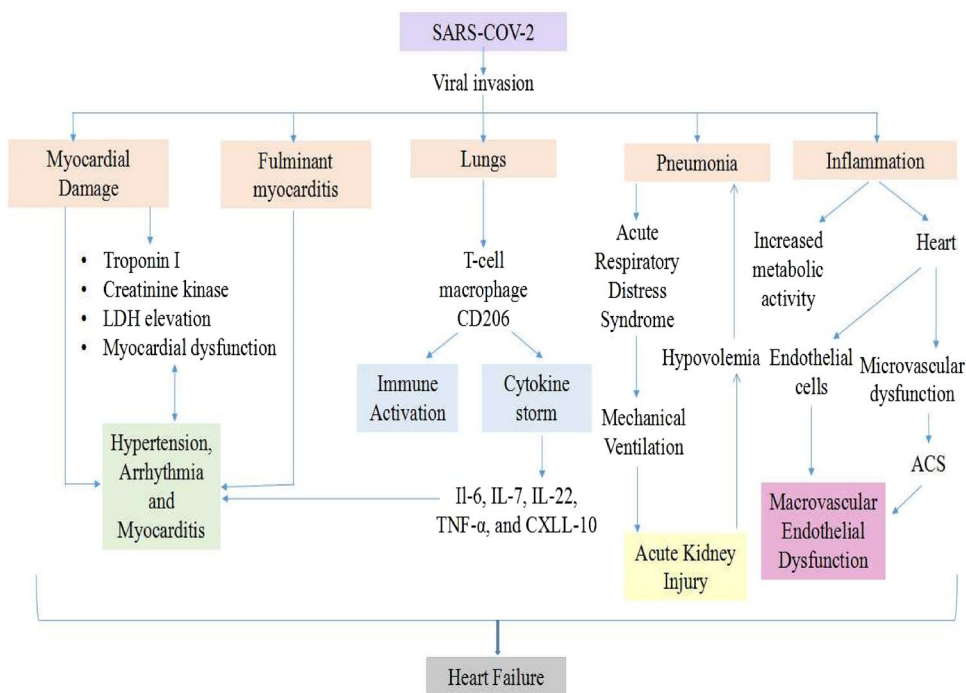 SARS-COV-2
Viral invasion
Myocardial
Damage
Fulminant
myocarditis
Lungs
Pneumonia
Inflammation
• Troponin I
• Creatinine kinase
• LDH elevation
• Myocardial dysfunction
T-cell
macrophage
CD206
Acute
Respiratory
Distress
Syndrome
Increased
metabolic
activity
Heart
Immune
Activation
Cytokine
storm
Hypovolemia
Endothelial
cells
Microvascular
dysfunction
Mechanical
Ventilation
Hypertension,
Arrhythmia
and
Myocarditis
Il-6, IL-7, IL-22,
TNF-α, and CXLL-10
ACS
Acute Kidney
Injury
Macrovascular
Endothelial
Dysfunction
Heart Failure